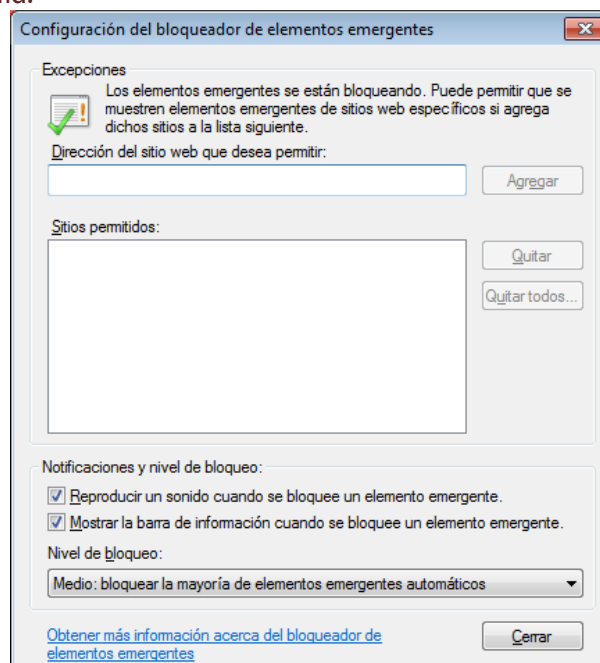 Configuración del bloqueador de elementos emergentes
Excepciones
Los elementos emergentes se están bloqueando. Puede permitir que se
muestren elementos emergentes de sitios web específicos si agrega
dichos sitios a la lista siguiente.
Dirección del sitio web que desea permitir:
Agregar
Sitios permitidos:
Quitar
Quitar todos...
Notificaciones y nivel de bloqueo:
Reproducir un sonido cuando se bloquee un elemento emergente.
Mostrar la barra de información cuando se bloquee un elemento emergente.
Nivel de bloqueo:
Medio: bloquear la mayoría de elementos emergentes automáticos
Obtener más información acerca del bloqueador de
elementos emergentes
Cerrar